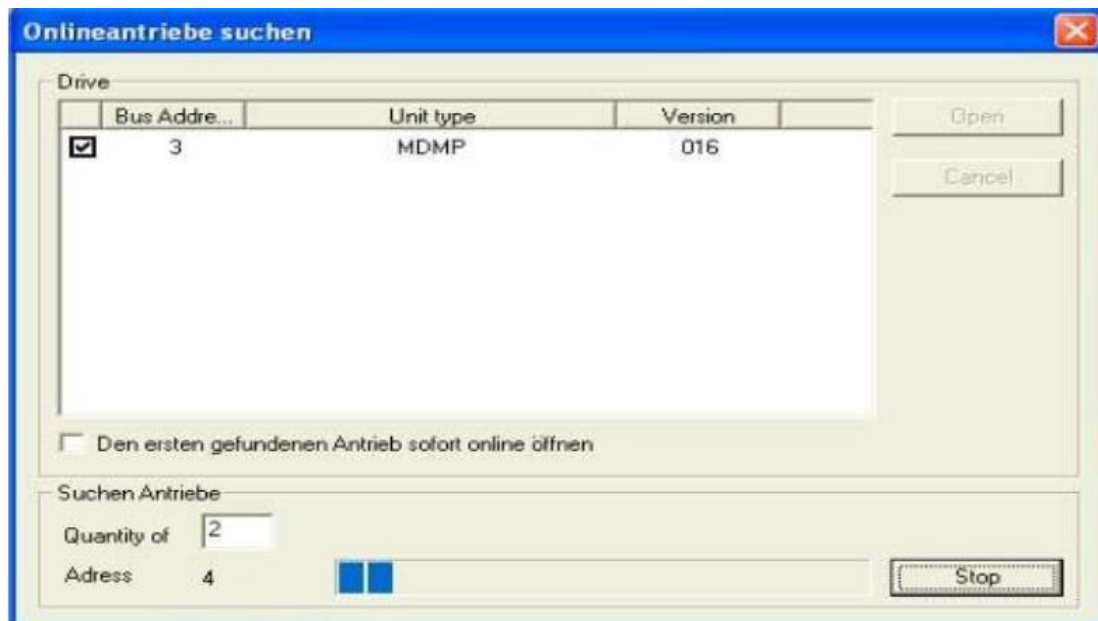 Onlineantriebe suchen
Drive
Bus Addre... Unit type Version
3 MDMP 016
Open
Cancel
Den ersten gefundenen Antrieb sofort online öffnen
Suchen Antriebe
Quantity of 2
Adress 4
Stop